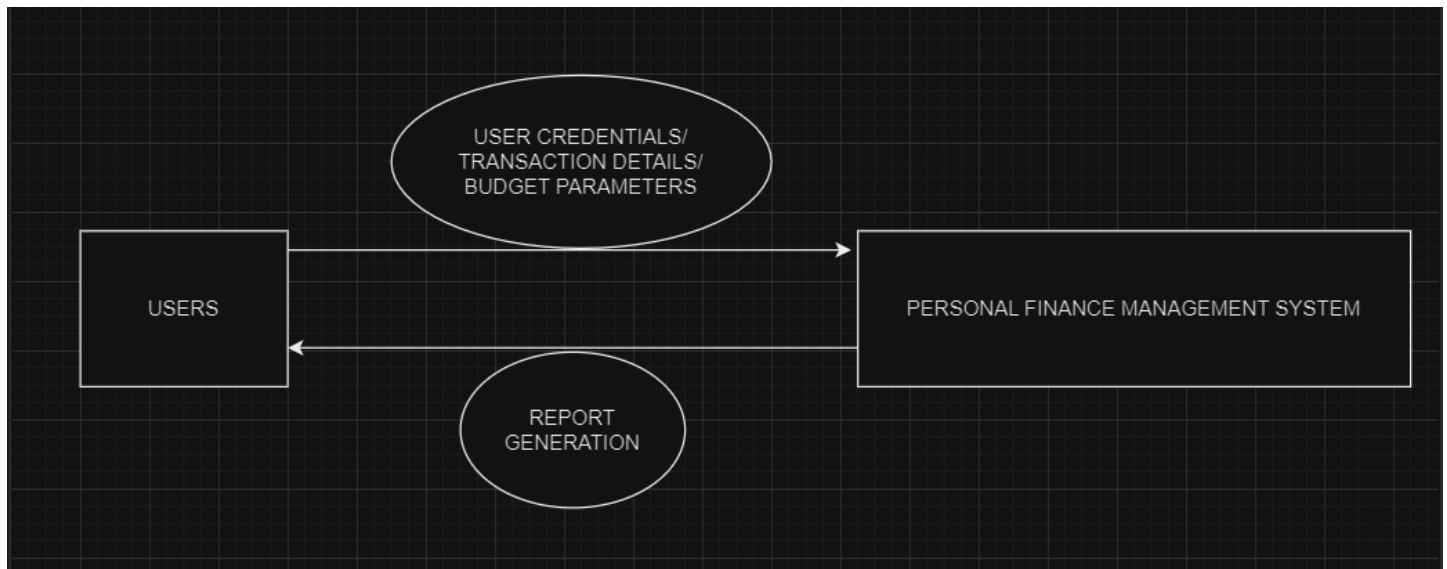 USER CREDENTIALS/
TRANSACTION DETAILS/
BUDGET PARAMETERS
USERS
PERSONAL FINANCE MANAGEMENT SYSTEM
REPORT
GENERATION